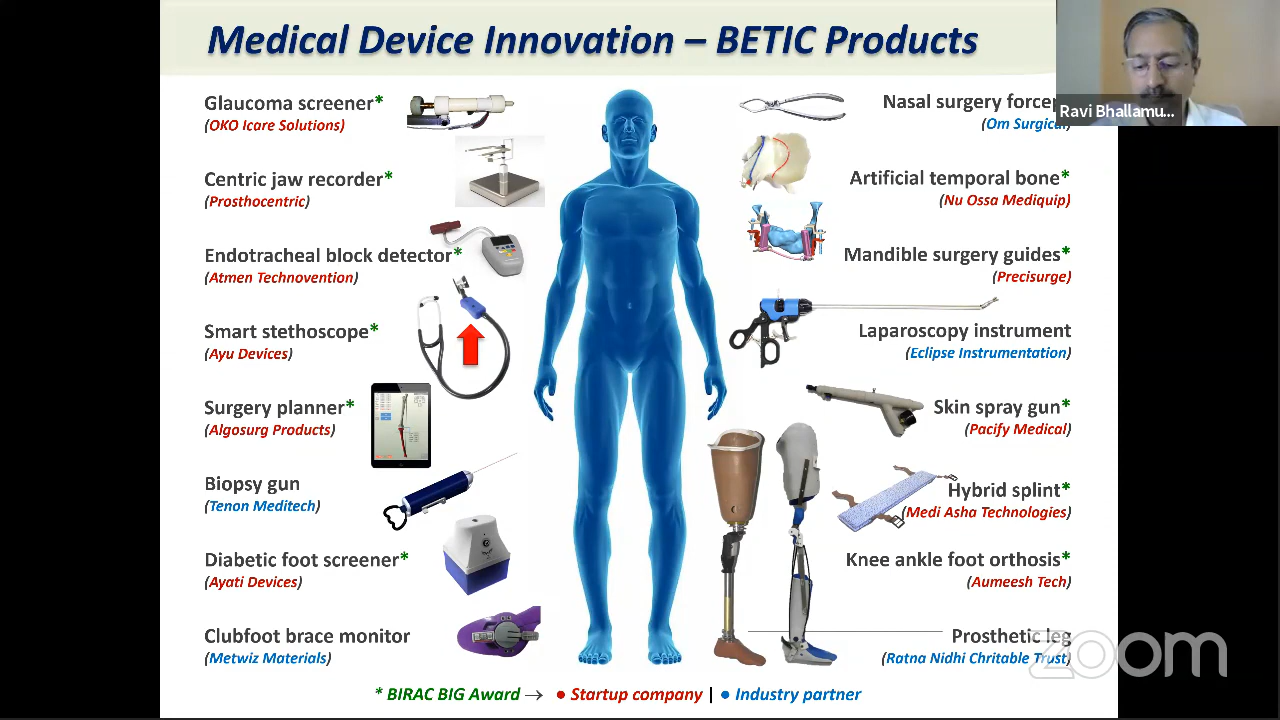 Medical Device Innovation – BETIC Products
Ravi Bhallamu...
Glaucoma screener*
(OKO Icare Solutions)
Centric jaw recorder*
(Prosthocentric)
Endotracheal block detector*
(Atmen Technovention)
Smart stethoscope*
(Ayu Devices)
Surgery planner*
(Algosurg Products)
Biopsy gun
(Tenon Meditech)
Diabetic foot screener*
(Ayati Devices)
Clubfoot brace monitor
(Metwiz Materials)
Nasal surgery force
(Om Surgical)
Artificial temporal bone*
(Nu Ossa Mediquip)
Mandible surgery guides*
(Precisurge)
Laparoscopy instrument
(Eclipse Instrumentation)
Skin spray gun*
(Pacify Medical)
Hybrid splint*
(Medi Asha Technologies)
Knee ankle foot orthosis*
(Aumeesh Tech)
Prosthetic leg
(Ratna Nidhi Chritable Trust)
zoom
* BIRAC BIG Award → ● Startup company | ● Industry partner